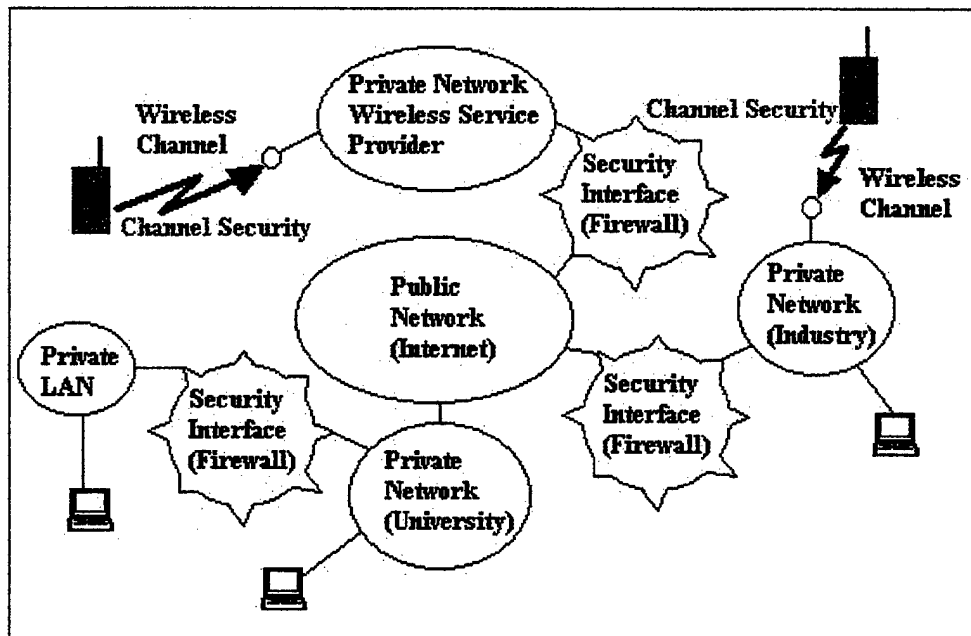 Private Network
Wireless Service
Provider
Wireless
Channel
Channel Security
Channel Security
Wireless
Channel
Security
Interface
(Firewall)
Public
Network
(Internet)
Private
Network
(Industry)
Private
LAN
Security
Interface
(Firewall)
Security
Interface
(Firewall)
Private
Network
(University)